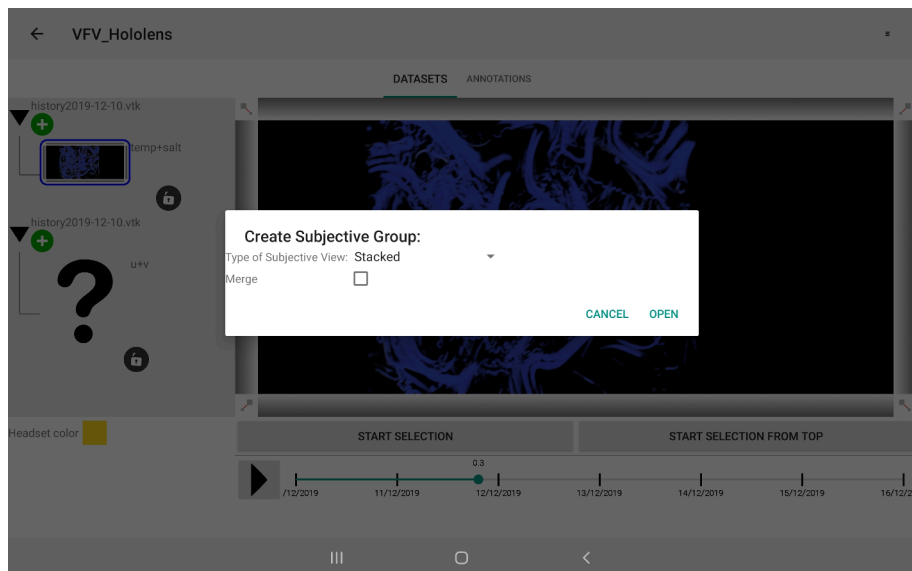 VFV_Hololens
DATASETS ANNOTATIONS
history2019-12-10.vtk
temp+salt
history2019-12-10.vtk
u+v
Create Subjective Group:
Type of Subjective View: Stacked
Merge
CANCEL OPEN
Headset color
START SELECTION START SELECTION FROM TOP
0.3
/12/2019 11/12/2019 12/12/2019 13/12/2019 14/12/2019 15/12/2019 16/12/2